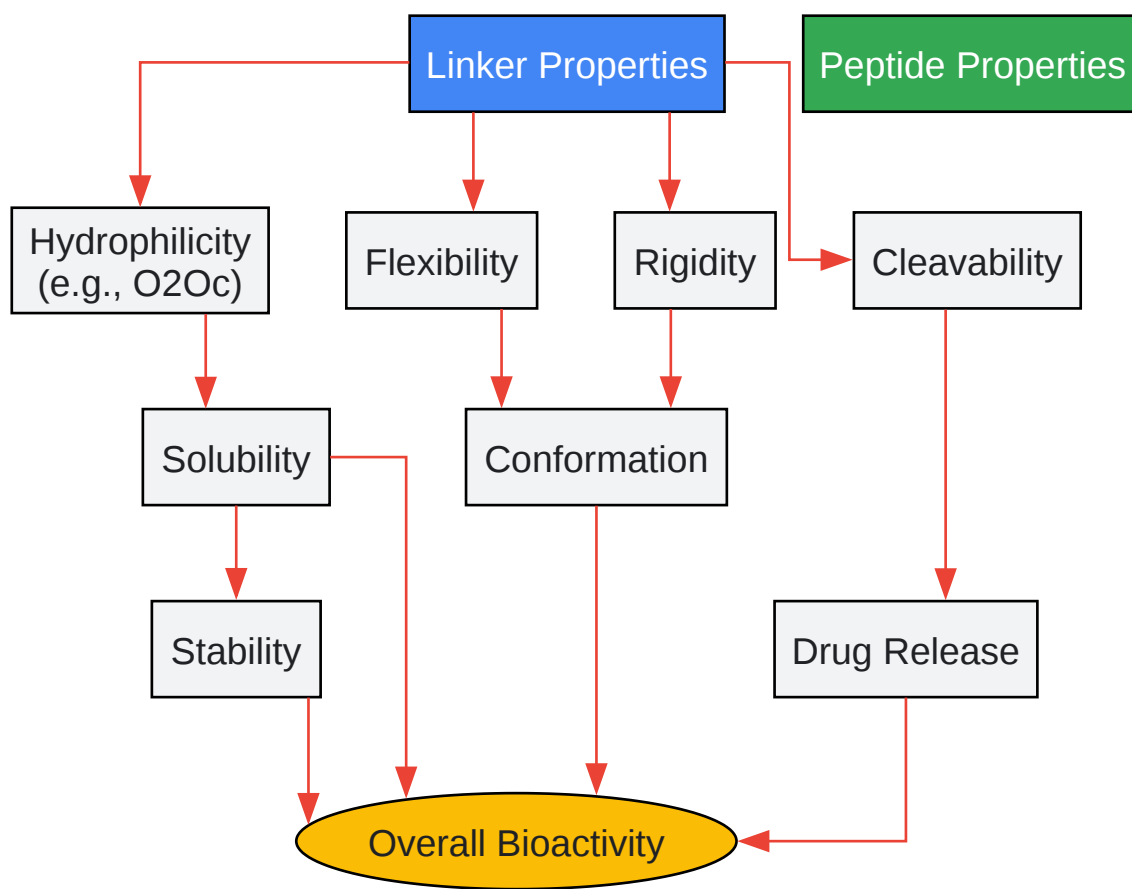 Linker Properties
Peptide Properties
Hydrophilicity
(e.g., O2Oc)
Flexibility
Rigidity
Cleavability
Solubility
Conformation
Stability
Drug Release
Overall Bioactivity